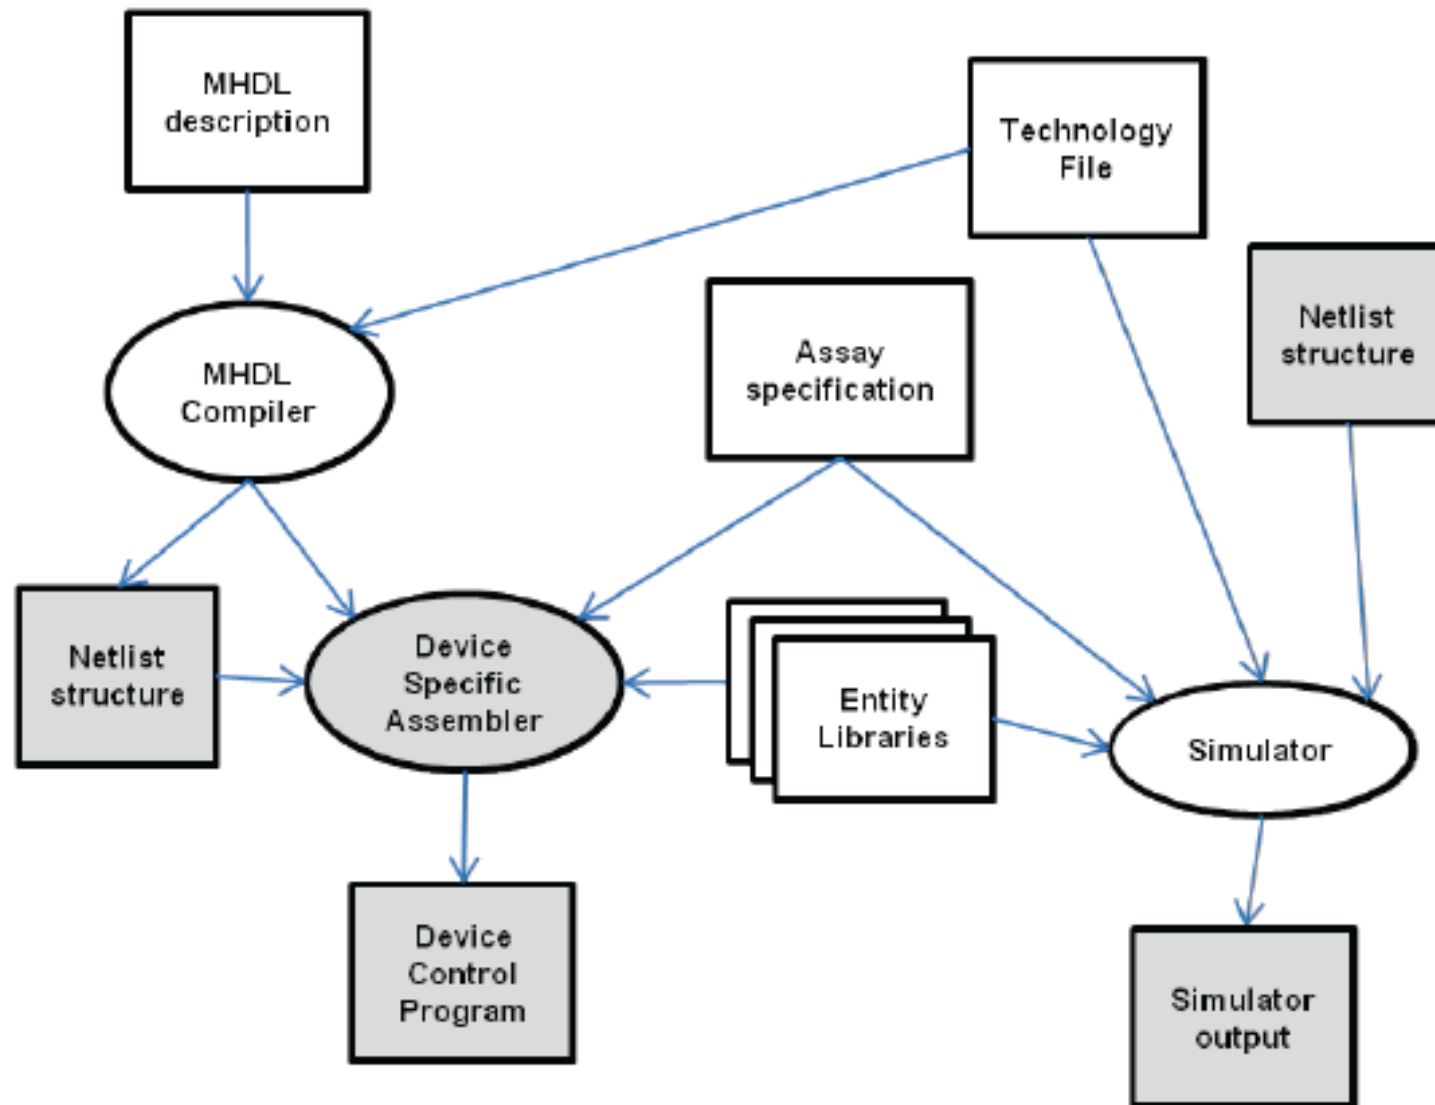 MHDL
description
Technology
File
Netlist
structure
Assay
specification
MHDL
Compiler
Netlist
structure
Device
Specific
Assembler
Entity
Libraries
Simulator
Device
Control
Program
Simulator
output